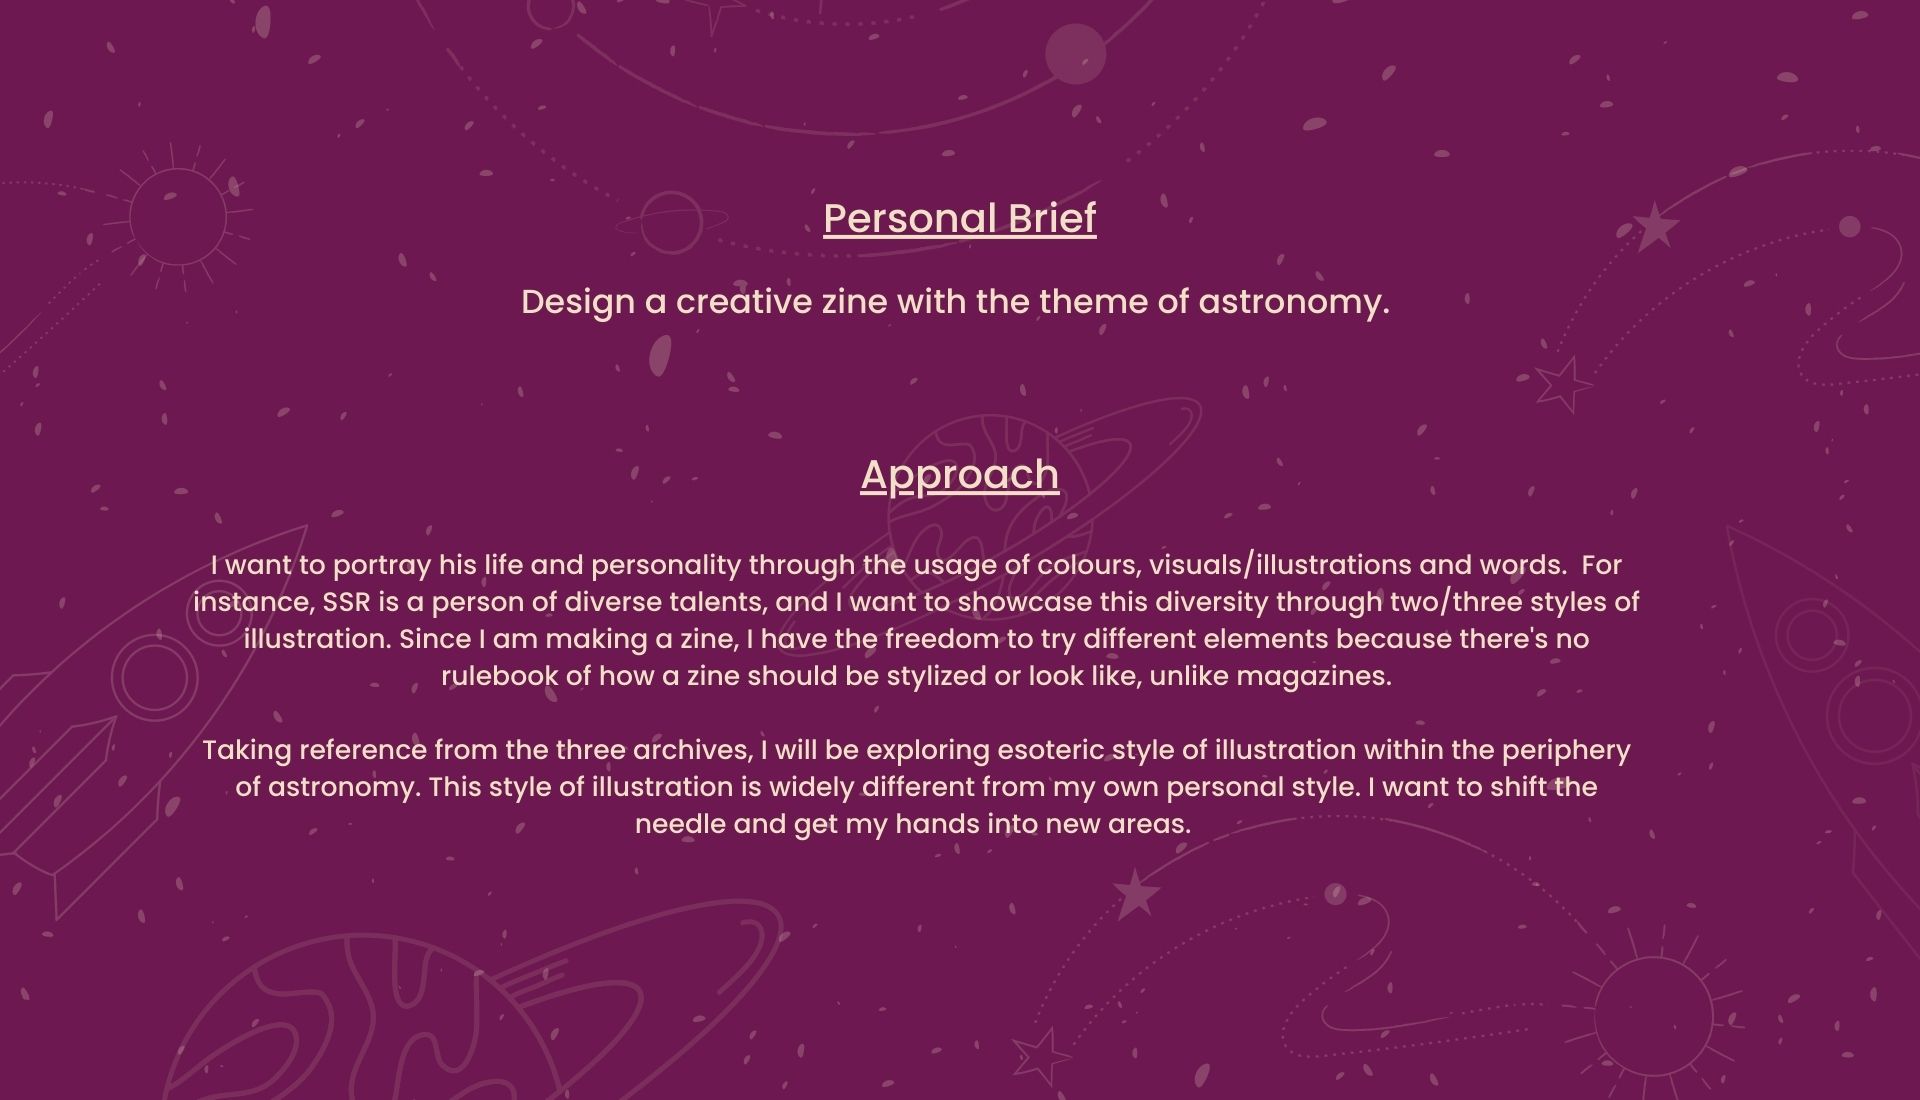 Personal Brief
Design a creative zine with the theme of astronomy.
Approach
I want to portray his life and personality through the usage of colours, visuals/illustrations and words.  For
instance, SSR is a person of diverse talents, and I want to showcase this diversity through two/three styles of
illustration. Since I am making a zine, I have the freedom to try different elements because there's no
rulebook of how a zine should be stylized or look like, unlike magazines.
Taking reference from the three archives, I will be exploring esoteric style of illustration within the periphery
of astronomy. This style of illustration is widely different from my own personal style. I want to shift the
needle and get my hands into new areas.